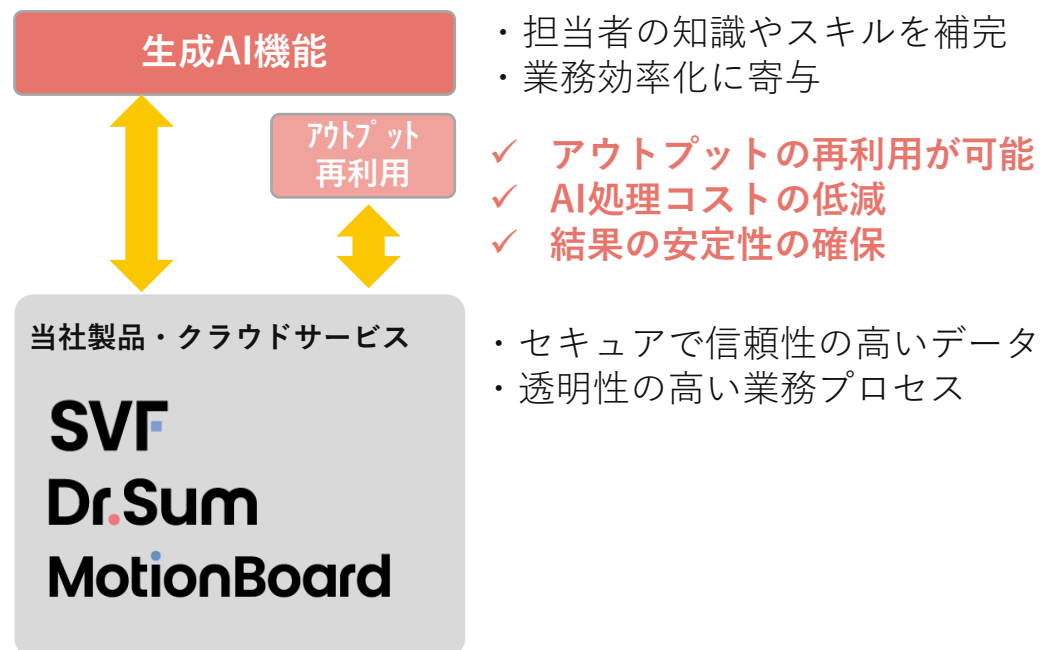 生成AI機能
・担当者の知識やスキルを補完
・業務効率化に寄与
ｱｳﾄﾌﾟｯﾄ
再利用
✓ アウトプットの再利用が可能
✓ AI処理コストの低減
✓ 結果の安定性の確保
当社製品・クラウドサービス
・セキュアで信頼性の高いデータ
・透明性の高い業務プロセス
SVF
Dr.Sum
MotionBoard